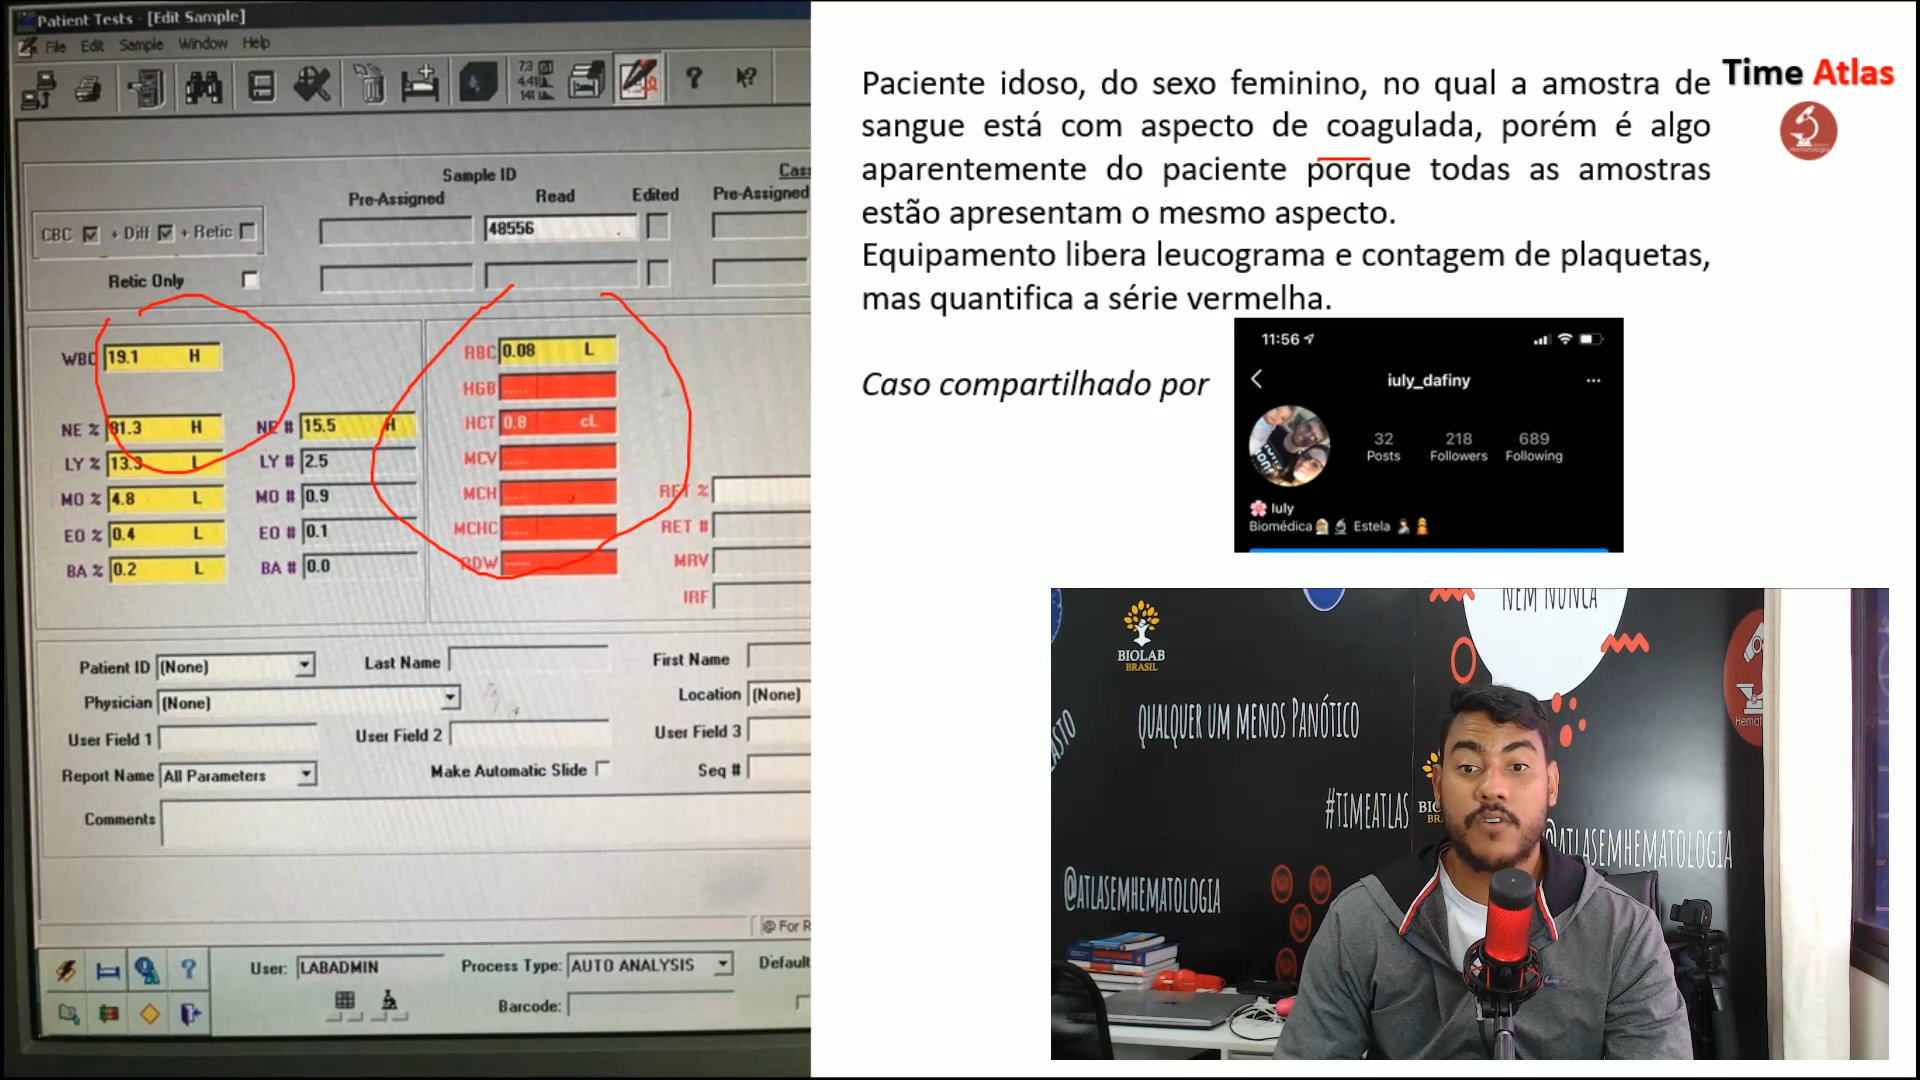 Patient Tests - [Edit Sample]
File Edit Sample Window Help
7.3
4.41
141
Sample ID
Pre-Assigned Read Edited Pre-Assigned
CBC + Diff + Retic
48556
Retic Only
WBC 19.1 H
NE % 81.3 H NE # 15.5 H
LY % 13.3 L LY # 2.5
MO % 4.8 L MO # 0.9
EO % 0.4 L EO # 0.1
BA % 0.2 L BA # 0.0
RBC 0.08 L
HGB .....
HCT 0.8 cL
MCV .....
MCH .....
MCHC .....
RDW .....
RET %
RET #
MRV
IRF
Patient ID (None) Last Name First Name
Physician (None) Location (None)
User Field 1 User Field 2 User Field 3
Report Name All Parameters Make Automatic Slide Seq #
Comments
@ For R
User: LABADMIN Process Type: AUTO ANALYSIS Default
Barcode:
Time Atlas
Paciente idoso, do sexo feminino, no qual a amostra de
sangue está com aspecto de coagulada, porém é algo
aparentemente do paciente porque todas as amostras
estão apresentam o mesmo aspecto.
Equipamento libera leucograma e contagem de plaquetas,
mas quantifica a série vermelha.
Caso compartilhado por
11:56
iuly_dafiny
32 218 689
Posts Followers Following
Iuly
Biomédica Estela
NEM NUNCA
BIOLAB
BRASIL
QUALQUER UM MENOS PANÓTICO
#TIMEATLAS
@ATLASEMHEMATOLOGIA
@ATLASEMHEMATOLOGIA